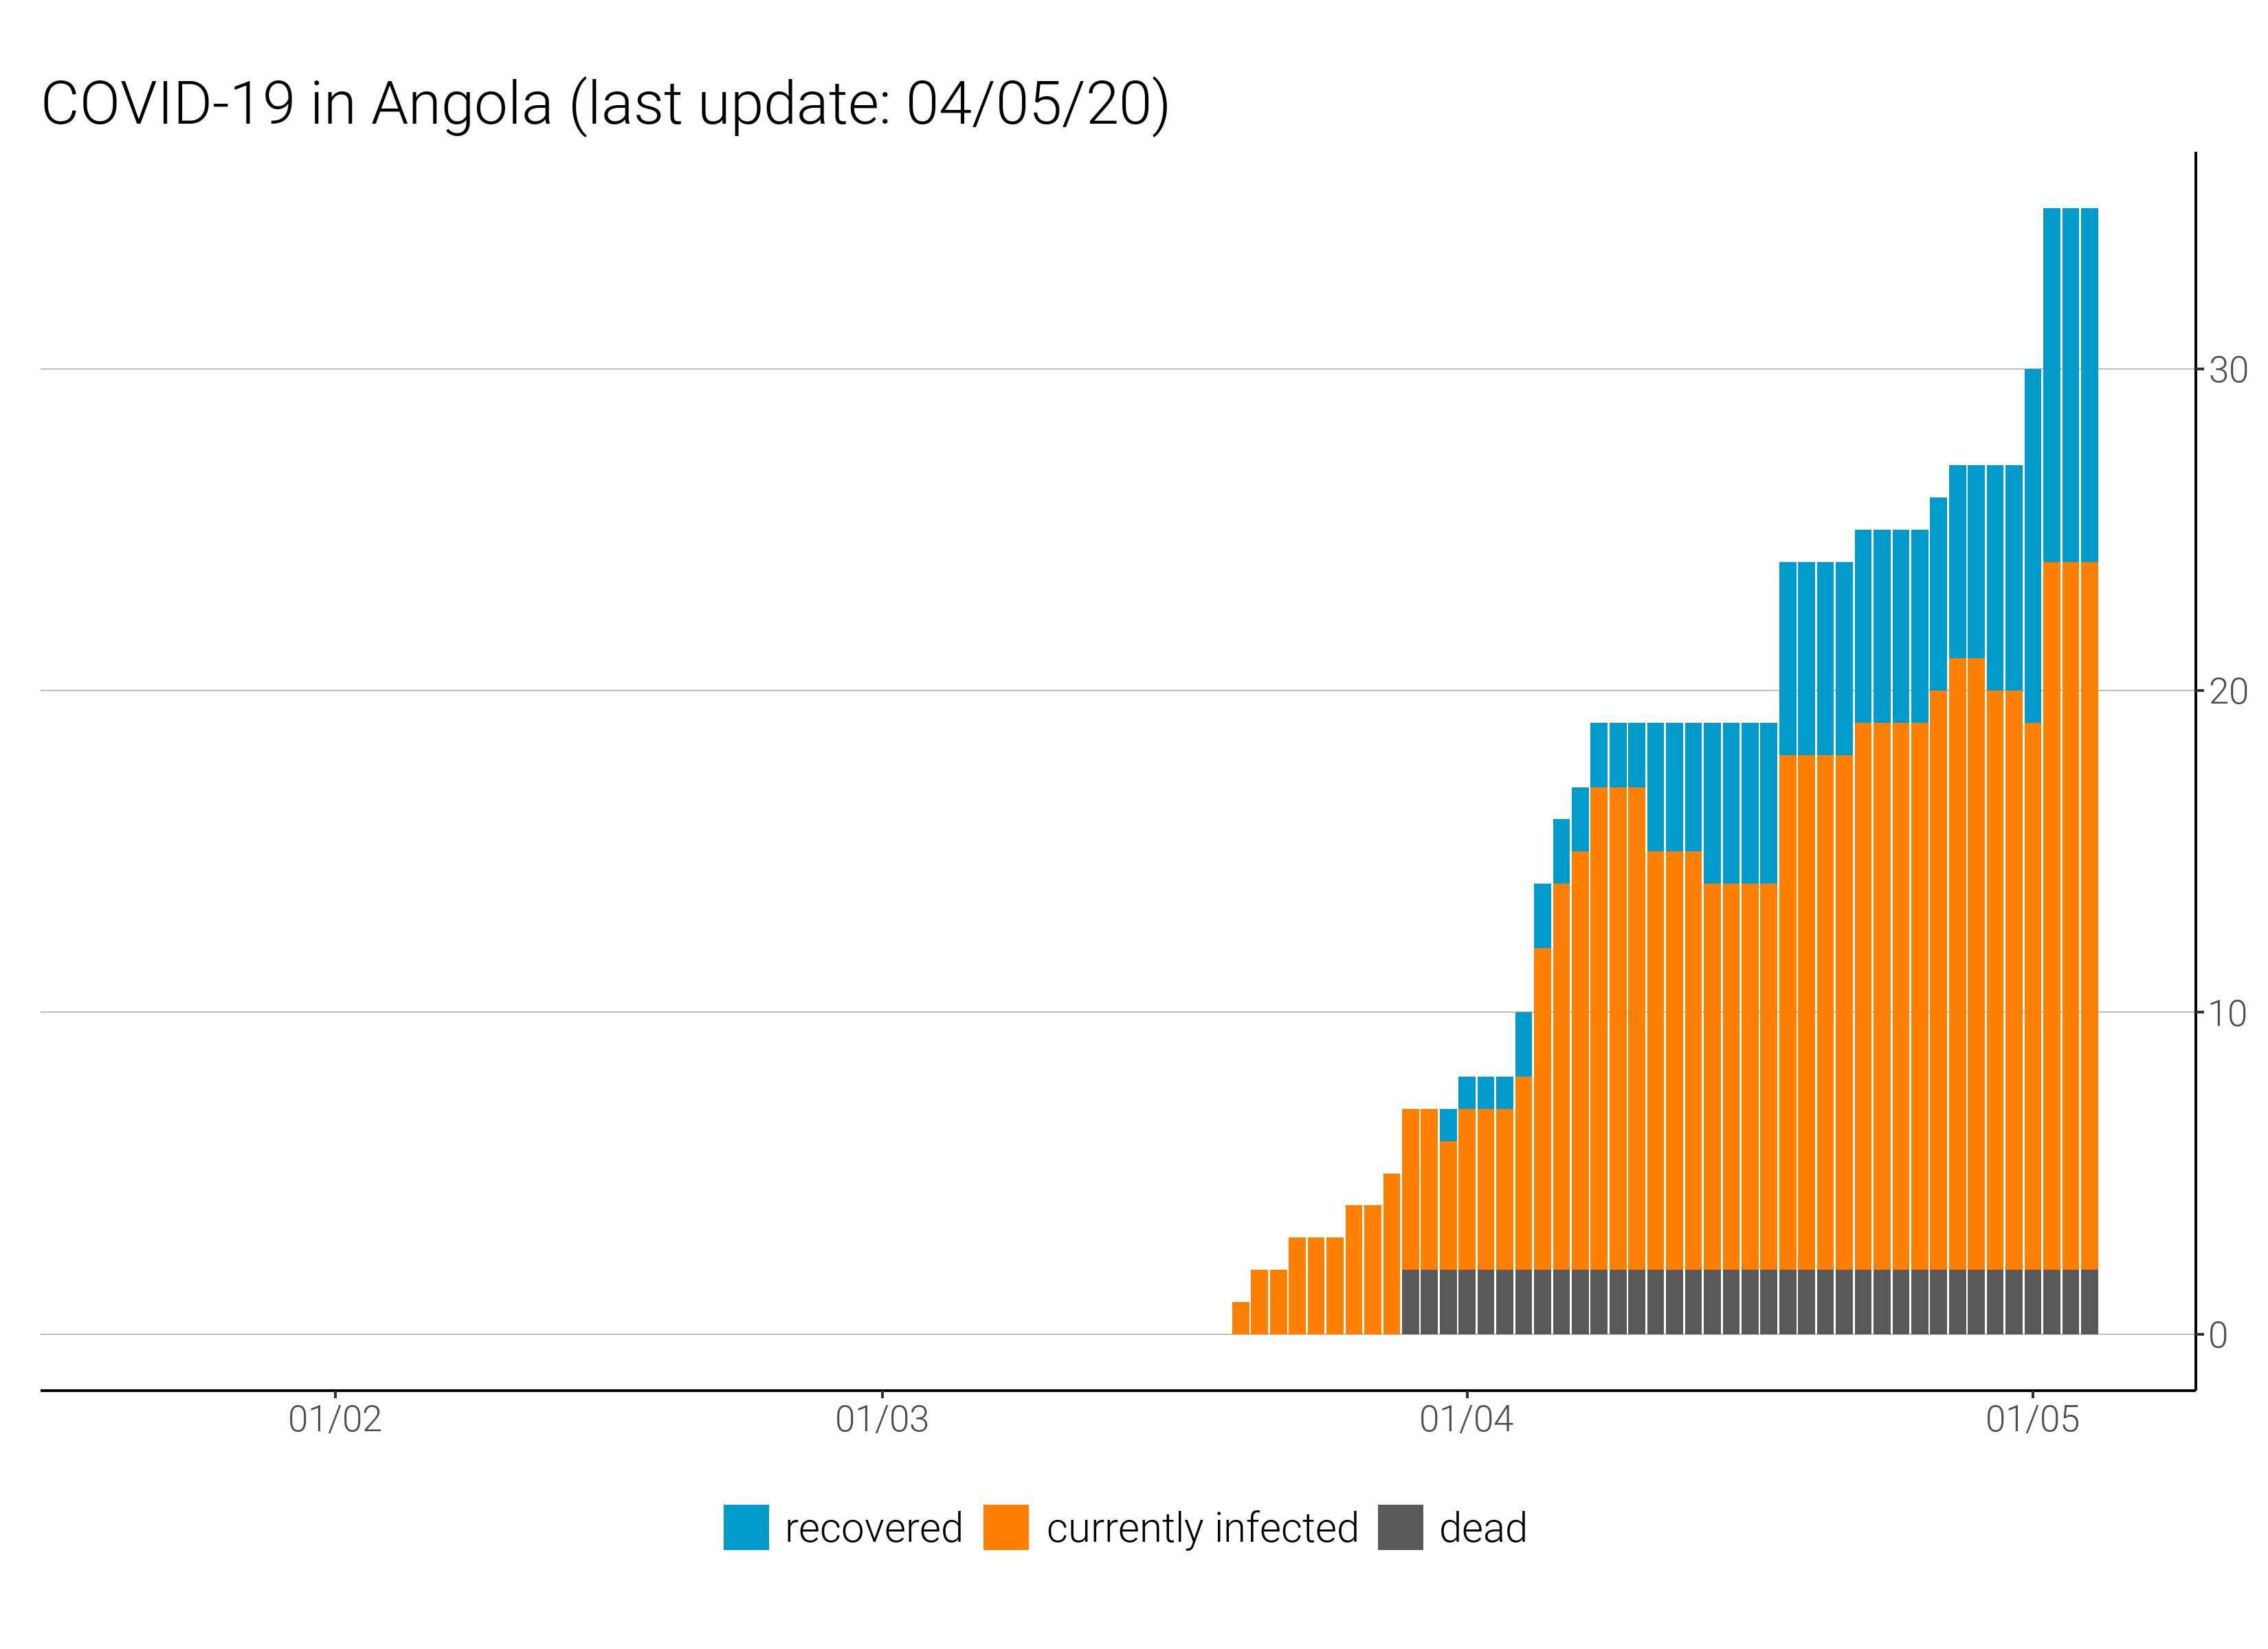 COVID-19 in Angola (last update: 04/05/20)
30
20
10
0
01/02 01/03 01/04 01/05
recovered currently infected dead